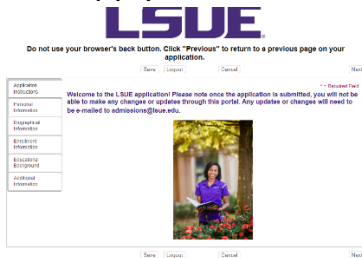 LSUE
Do not use your browser's back button. Click "Previous" to return to a previous page on your
application.
Save Logout Cancel Next
Application
Instructions
Personal
Information
Biographical
Information
Enrollment
Information
Educational
Background
Additional
Information
* = Required Field
Welcome to the LSUE application! Please note once the application is submitted, you will not be
able to make any changes or updates through this portal. Any updates or changes will need to
be e-mailed to admissions@lsue.edu.
Save Logout Cancel Next